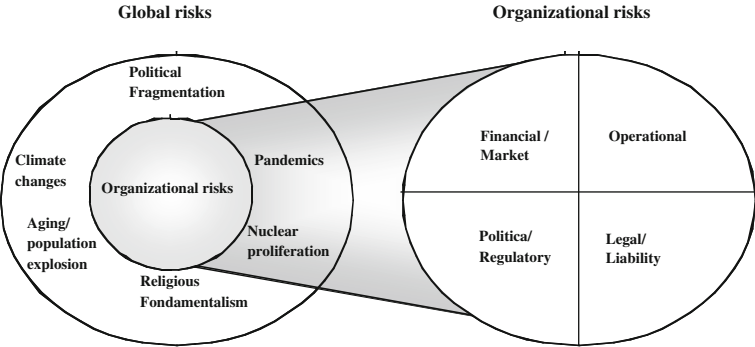 Global risks
Organizational risks
Political
Fragmentation
Climate
changes
Pandemics
Organizational risks
Aging/
population
explosion
Nuclear
proliferation
Religious
Fondamentalism
Financial /
Market
Operational
Politica/
Regulatory
Legal/
Liability